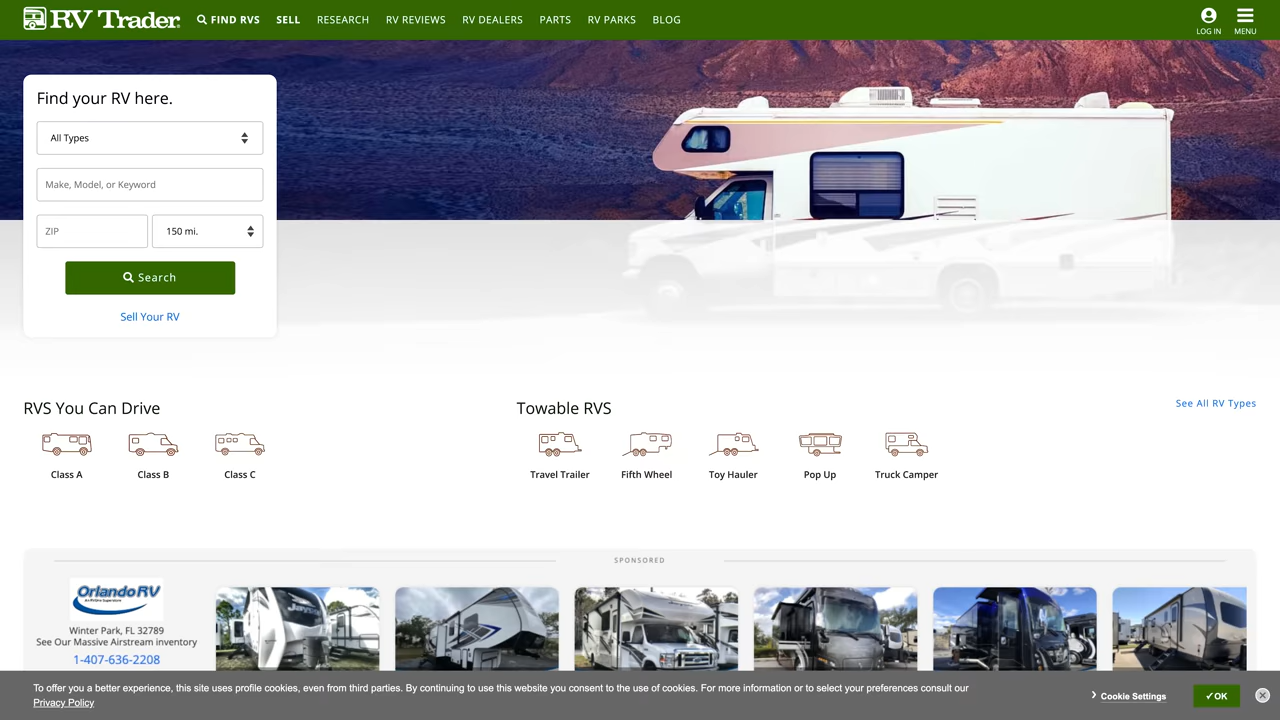 RV Trader
FIND RVS
SELL
RESEARCH
RV REVIEWS
RV DEALERS
PARTS
RV PARKS
BLOG
LOG IN
MENU
Find your RV here.
All Types
Make, Model, or Keyword
ZIP
150 mi.
Search
Sell Your RV
RVS You Can Drive
Class A
Class B
Class C
Towable RVS
See All RV Types
Travel Trailer
Fifth Wheel
Toy Hauler
Pop Up
Truck Camper
SPONSORED
Orlando RV
Winter Park, FL 32789
See Our Massive Airstream inventory
1-407-636-2208
To offer you a better experience, this site uses profile cookies, even from third parties. By continuing to use this website you consent to the use of cookies. For more information or to select your preferences consult our
Privacy Policy
Cookie Settings
✓OK